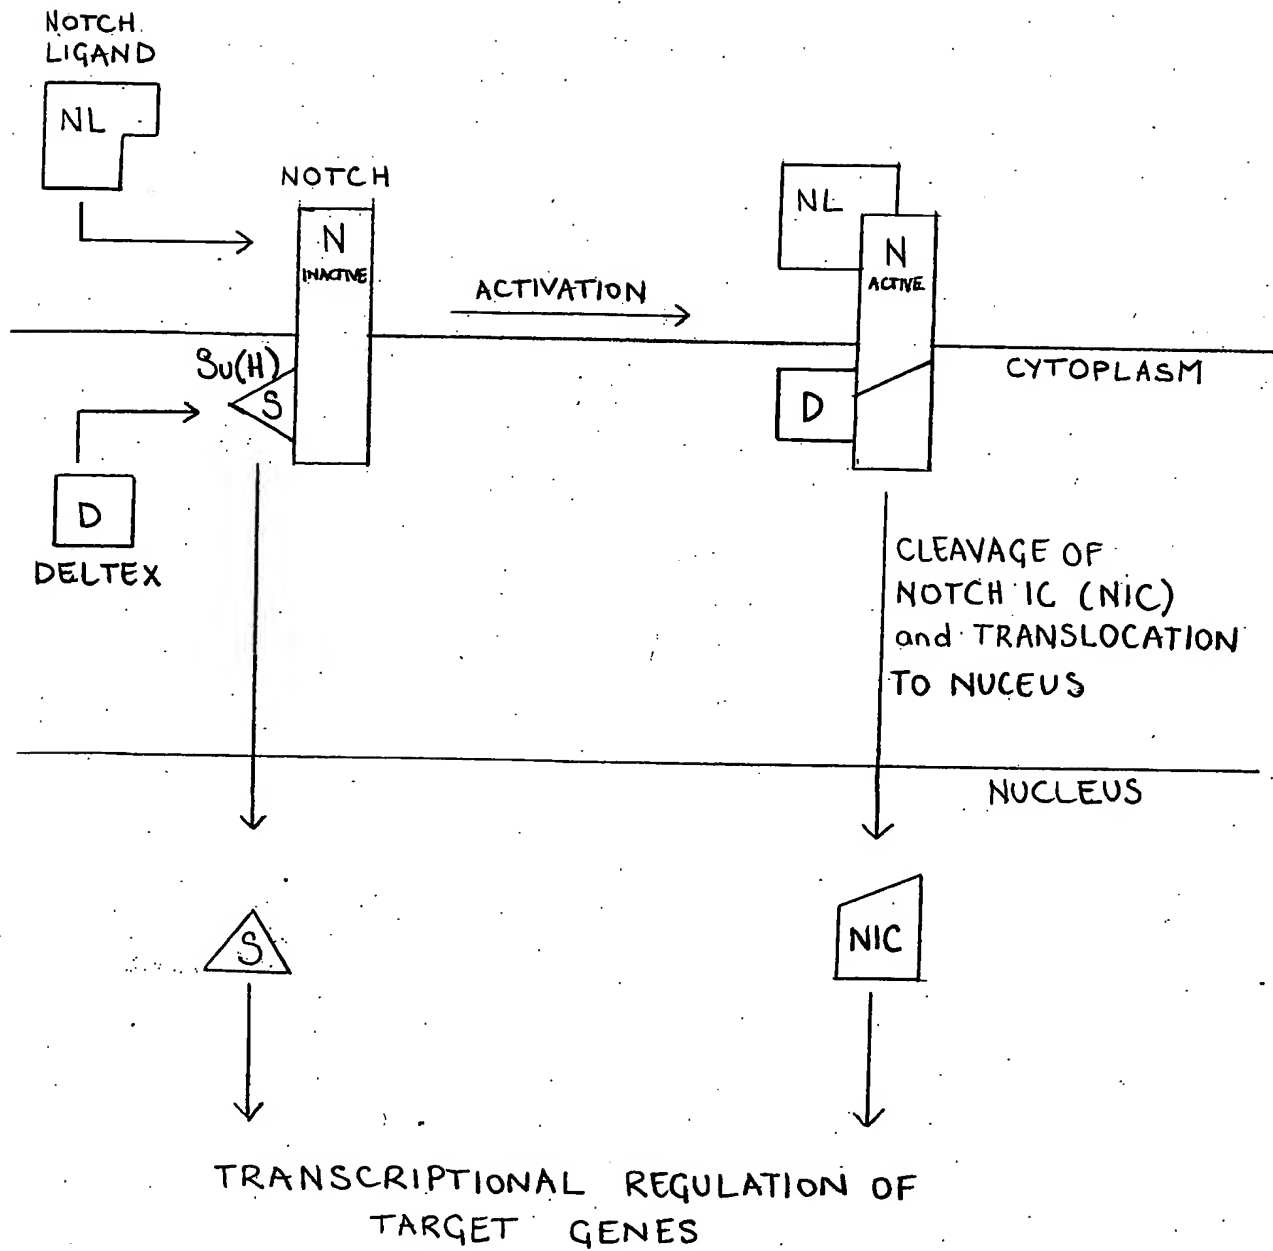 NOTCH
LIGAND
NL
NOTCH
N
INACTIVE
ACTIVATION
NL
N
ACTIVE
CYTOPLASM
Su(H)
S
D
DELTEX
D
CLEAVAGE OF
NOTCH IC (NIC)
and TRANSLOCATION
TO NUCEUS
NUCLEUS
S
NIC
TRANSCRIPTIONAL REGULATION OF
TARGET GENES